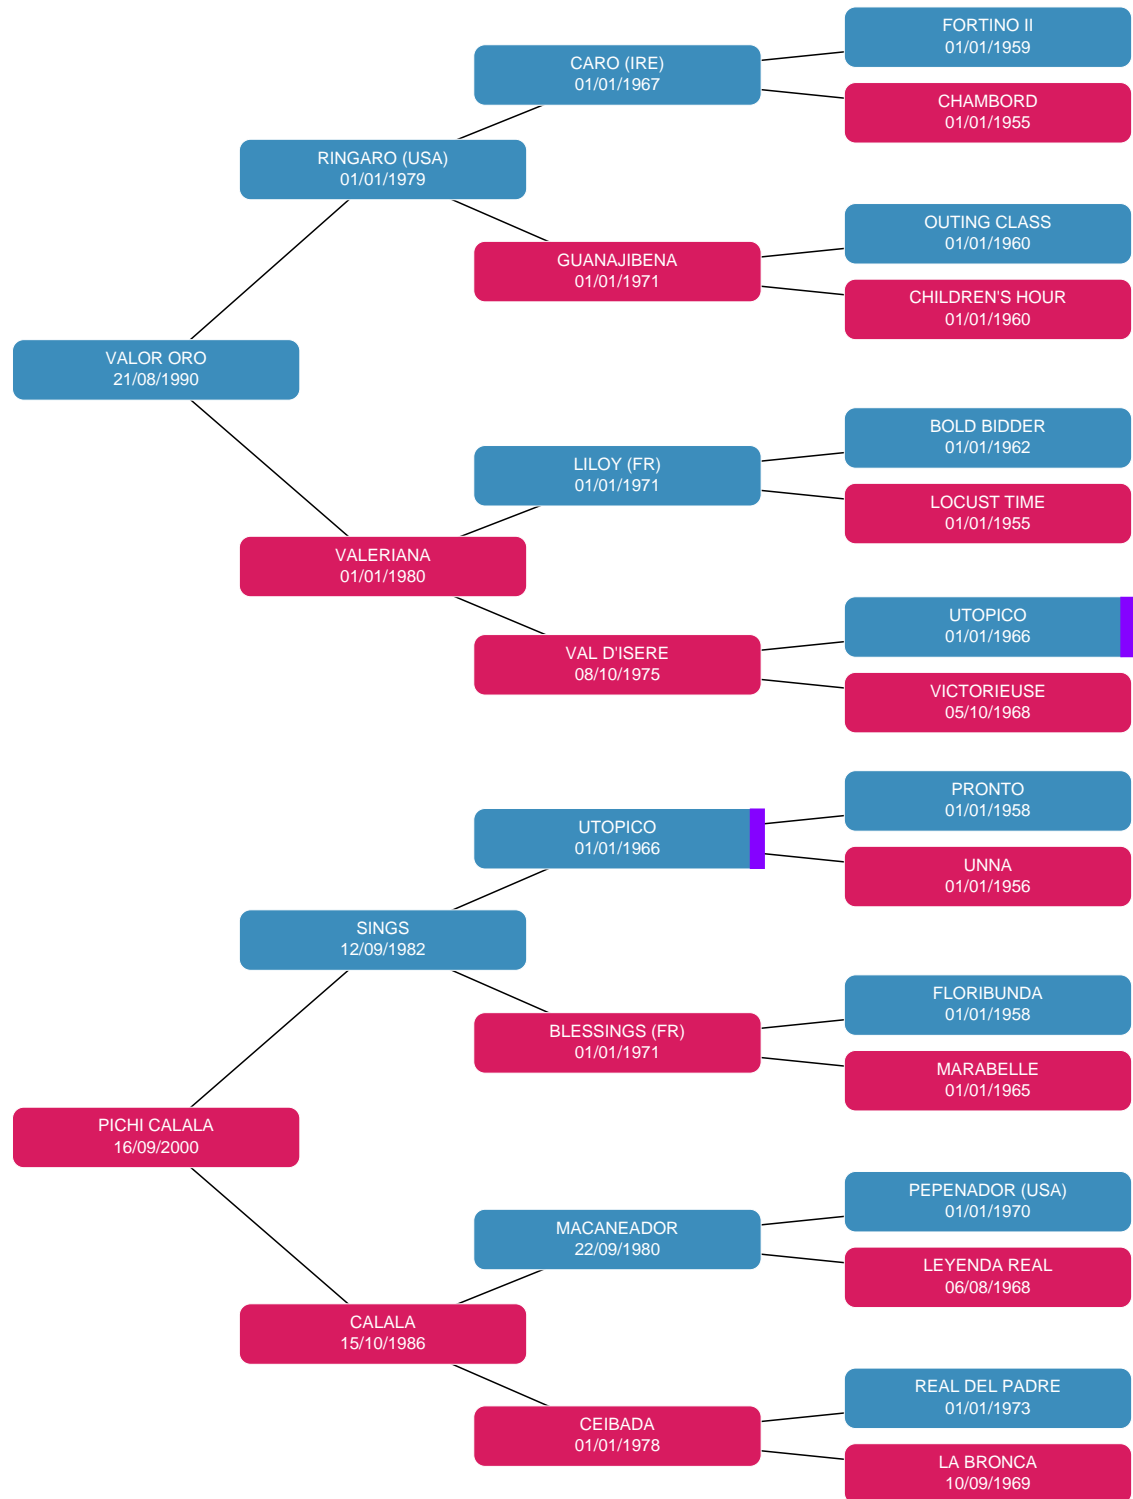 FORTINO II
01/01/1959
CARO (IRE)
01/01/1967
CHAMBORD
01/01/1955
RINGARO (USA)
01/01/1979
OUTING CLASS
01/01/1960
GUANAJIBENA
01/01/1971
CHILDREN'S HOUR
01/01/1960
VALOR ORO
21/08/1990
BOLD BIDDER
01/01/1962
LILOY (FR)
01/01/1971
LOCUST TIME
01/01/1955
VALERIANA
01/01/1980
UTOPICO
01/01/1966
VAL D'ISERE
08/10/1975
VICTORIEUSE
05/10/1968
PRONTO
01/01/1958
UTOPICO
01/01/1966
UNNA
01/01/1956
SINGS
12/09/1982
FLORIBUNDA
01/01/1958
BLESSINGS (FR)
01/01/1971
MARABELLE
01/01/1965
PICHI CALALA
16/09/2000
PEPENADOR (USA)
01/01/1970
MACANEADOR
22/09/1980
LEYENDA REAL
06/08/1968
CALALA
15/10/1986
REAL DEL PADRE
01/01/1973
CEIBADA
01/01/1978
LA BRONCA
10/09/1969